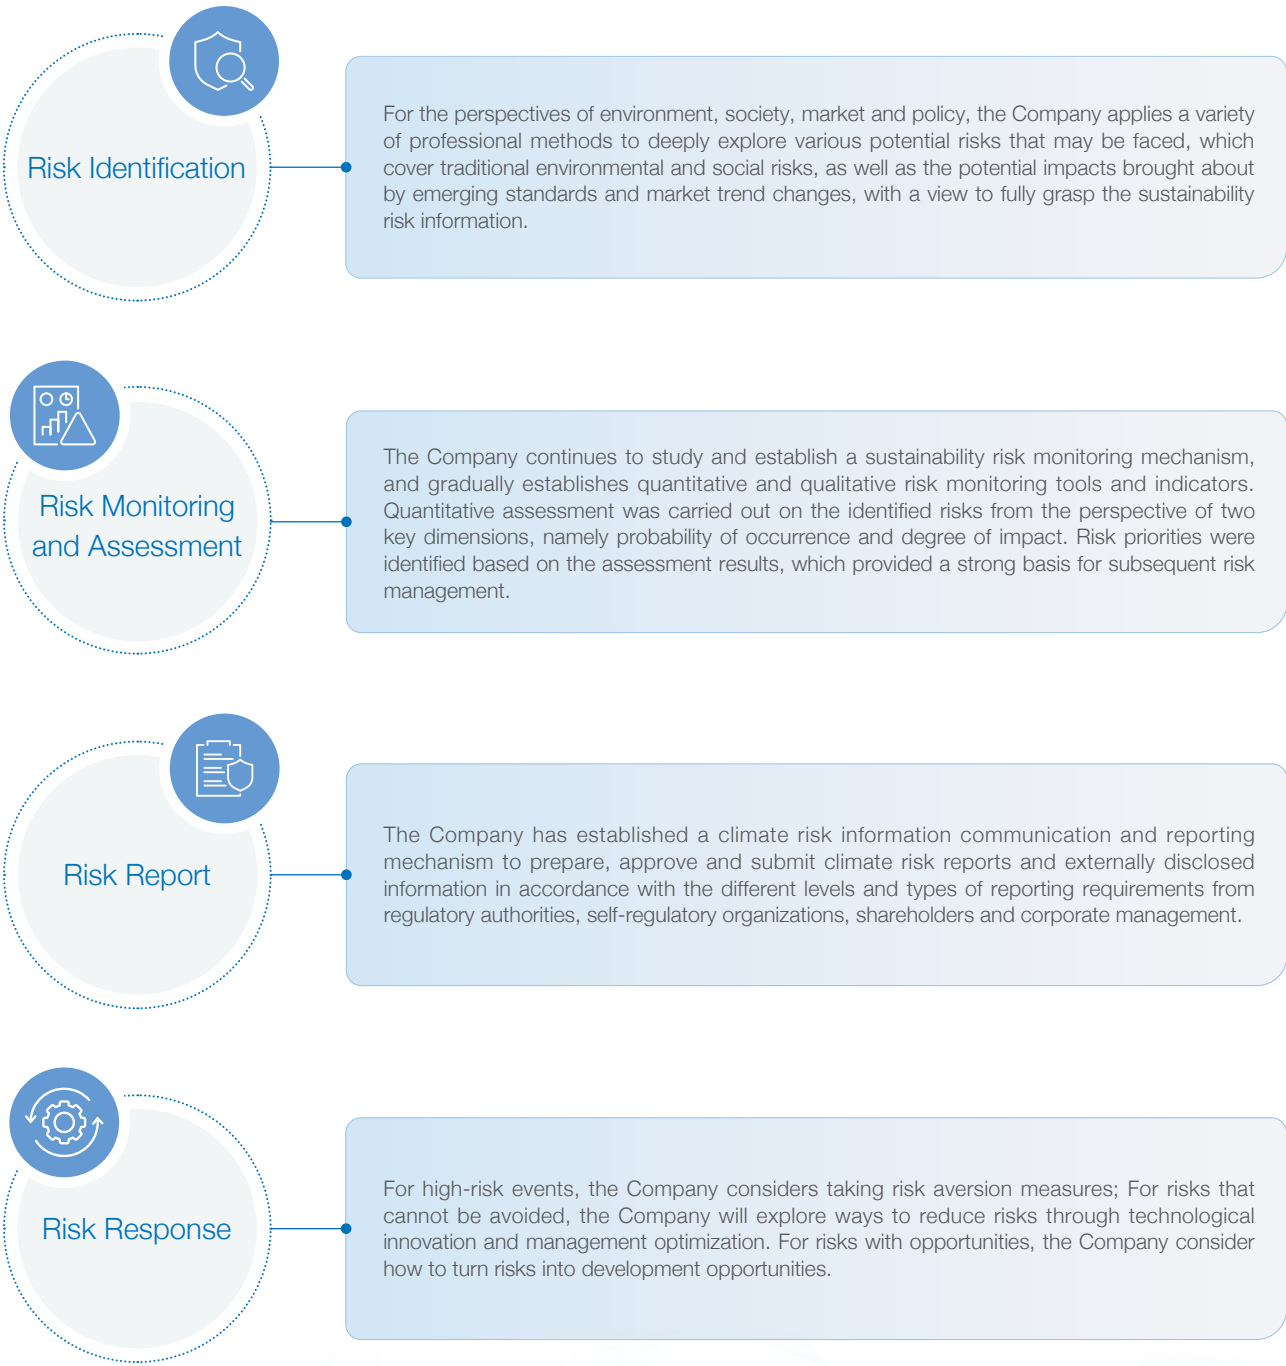 Risk Identification
For the perspectives of environment, society, market and policy, the Company applies a variety
of professional methods to deeply explore various potential risks that may be faced, which
cover traditional environmental and social risks, as well as the potential impacts brought about
by emerging standards and market trend changes, with a view to fully grasp the sustainability
risk information.
Risk Monitoring
and Assessment
The Company continues to study and establish a sustainability risk monitoring mechanism,
and gradually establishes quantitative and qualitative risk monitoring tools and indicators.
Quantitative assessment was carried out on the identified risks from the perspective of two
key dimensions, namely probability of occurrence and degree of impact. Risk priorities were
identified based on the assessment results, which provided a strong basis for subsequent risk
management.
Risk Report
The Company has established a climate risk information communication and reporting
mechanism to prepare, approve and submit climate risk reports and externally disclosed
information in accordance with the different levels and types of reporting requirements from
regulatory authorities, self-regulatory organizations, shareholders and corporate management.
Risk Response
For high-risk events, the Company considers taking risk aversion measures; For risks that
cannot be avoided, the Company will explore ways to reduce risks through technological
innovation and management optimization. For risks with opportunities, the Company consider
how to turn risks into development opportunities.